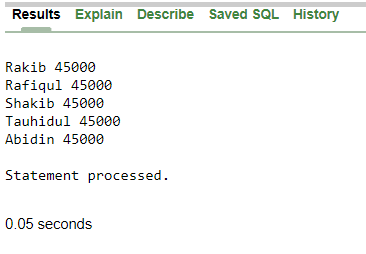 Results Explain Describe Saved SQL History
Rakib 45000
Rafiqul 45000
Shakib 45000
Tauhidul 45000
Abidin 45000
Statement processed.
0.05 seconds